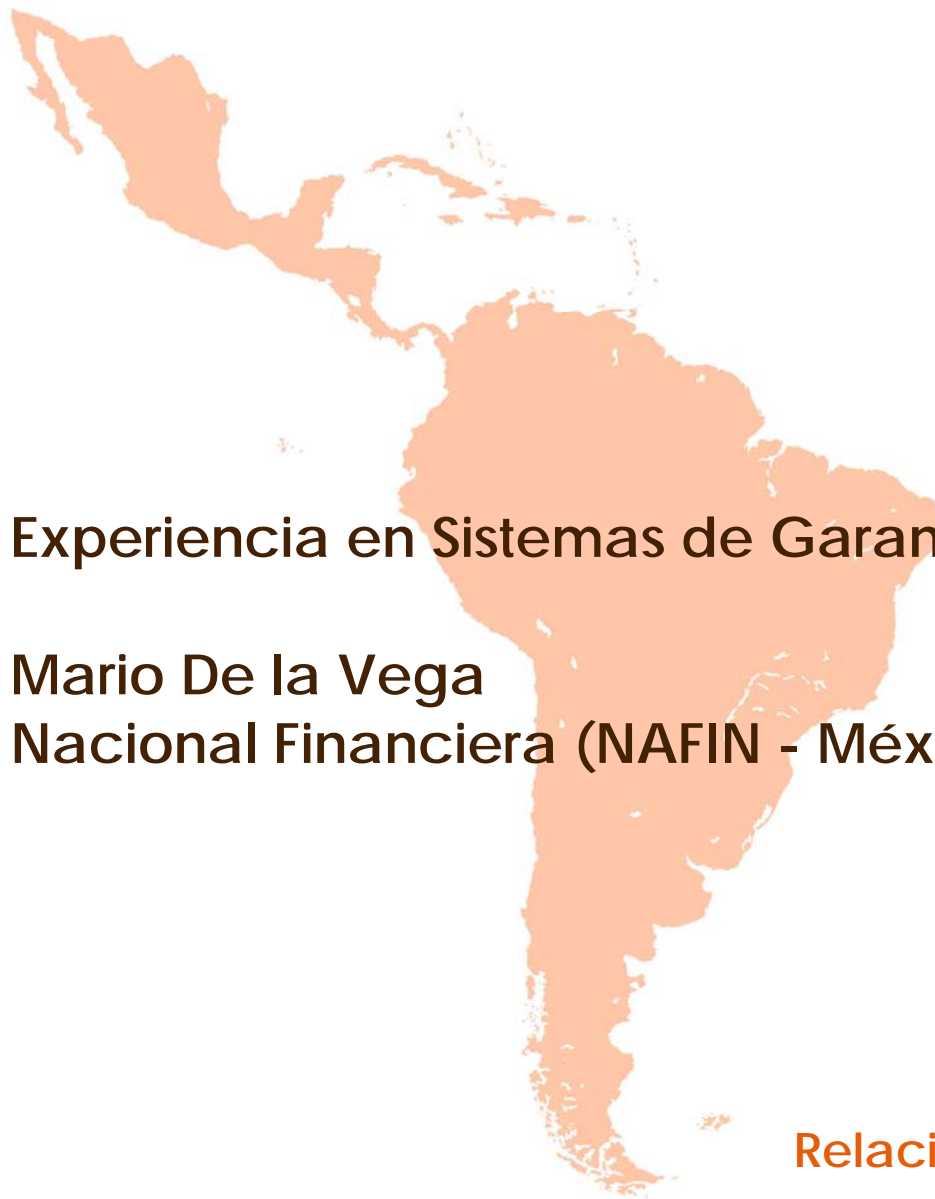 Experiencia en Sistemas de Garan
Mario De la Vega
Nacional Financiera (NAFIN - Méx
Relaci